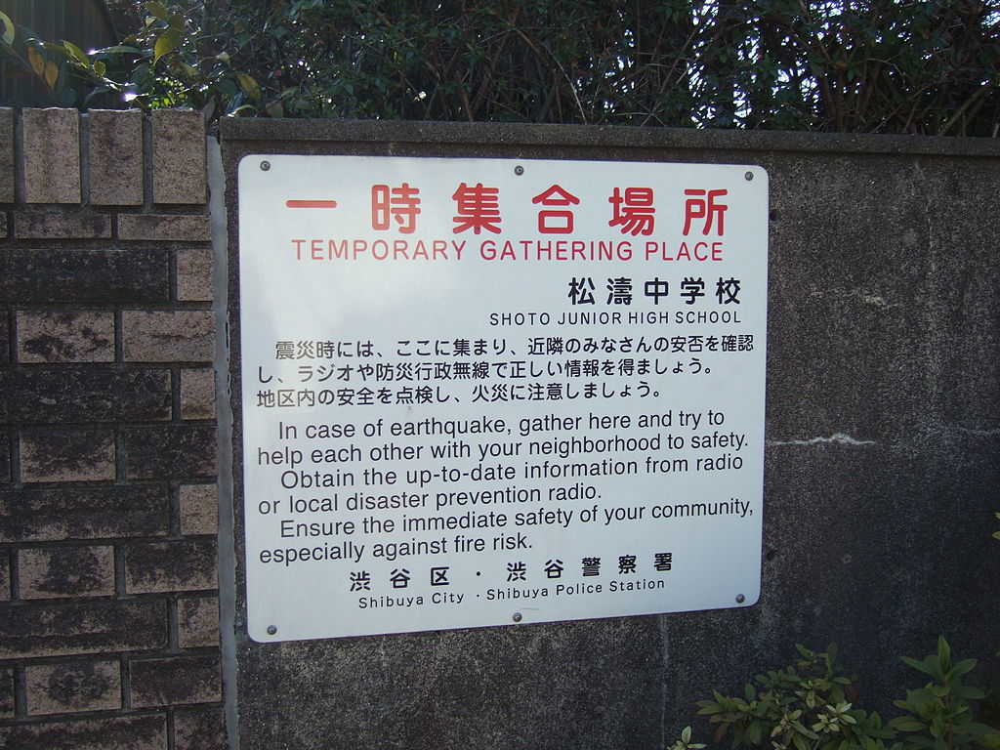 一時集合場所
TEMPORARY GATHERING PLACE
松濤中学校
SHOTO JUNIOR HIGH SCHOOL
震災時には、ここに集まり、近隣のみなさんの安否を確認
し、ラジオや防災行政無線で正しい情報を得ましょう。
地区内の安全を点検し、火災に注意しましょう。
In case of earthquake, gather here and try to
help each other with your neighborhood to safety.
Obtain the up-to-date information from radio
or local disaster prevention radio.
Ensure the immediate safety of your community,
especially against fire risk.
渋谷区・渋谷警察署
Shibuya City ・Shibuya Police Station